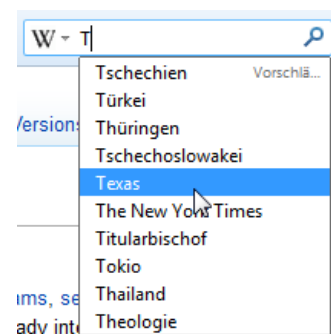 W T
Tschechien Vorschlä...
Türkei
Thüringen
Tschechoslowakei
Texas
The New York Times
Titularbischof
Tokio
Thailand
Theologie